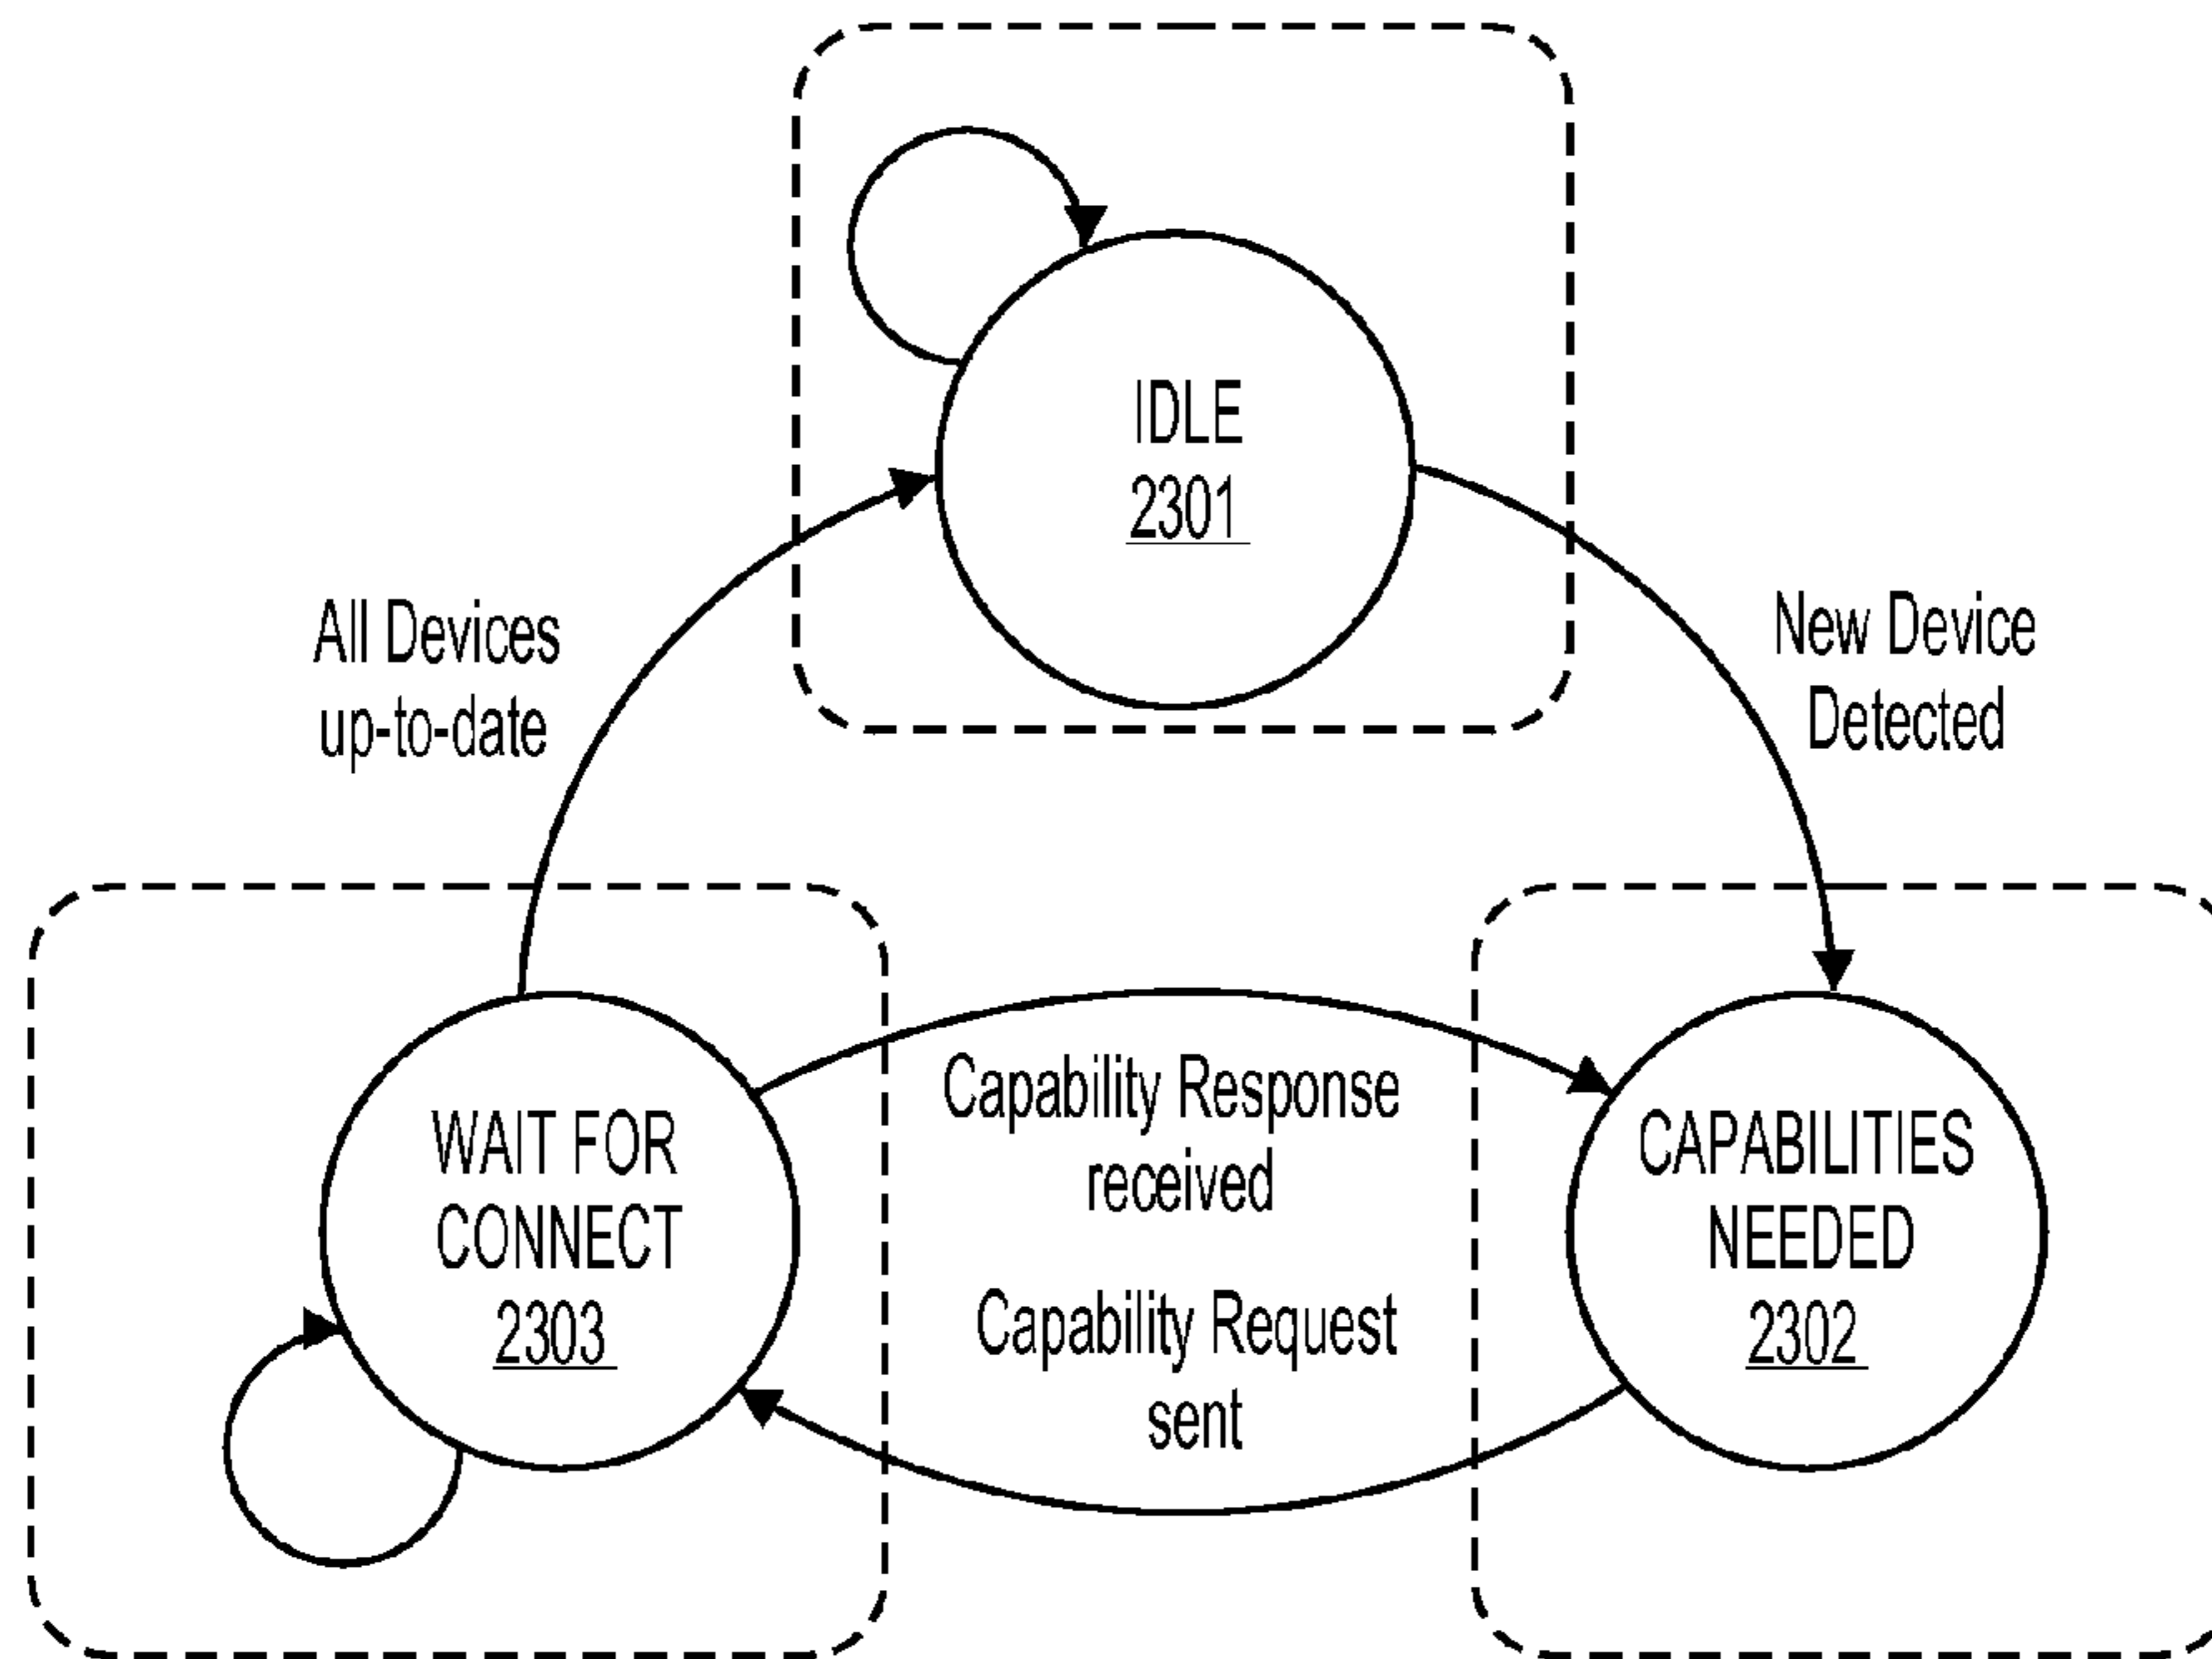 IDLE
2301
All Devices
up-to-date
New Device
Detected
WAIT FOR
CONNECT
2303
Capability Response
received
Capability Request
sent
CAPABILITIES
NEEDED
2302